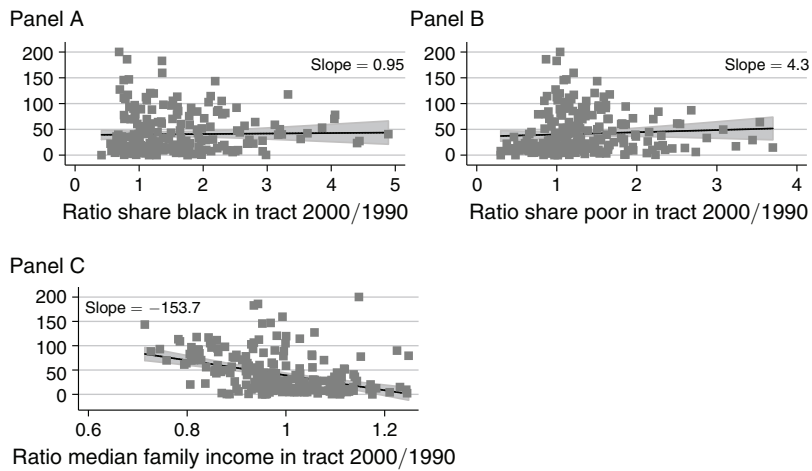 Panel A
200
150
100
50
0
Slope = 0.95
0 1 2 3 4 5
Ratio share black in tract 2000/1990
Panel B
200
150
100
50
0
Slope = 4.3
0 1 2 3 4
Ratio share poor in tract 2000/1990
Panel C
200
150
100
50
0
Slope = −153.7
0.6 0.8 1 1.2
Ratio median family income in tract 2000/1990